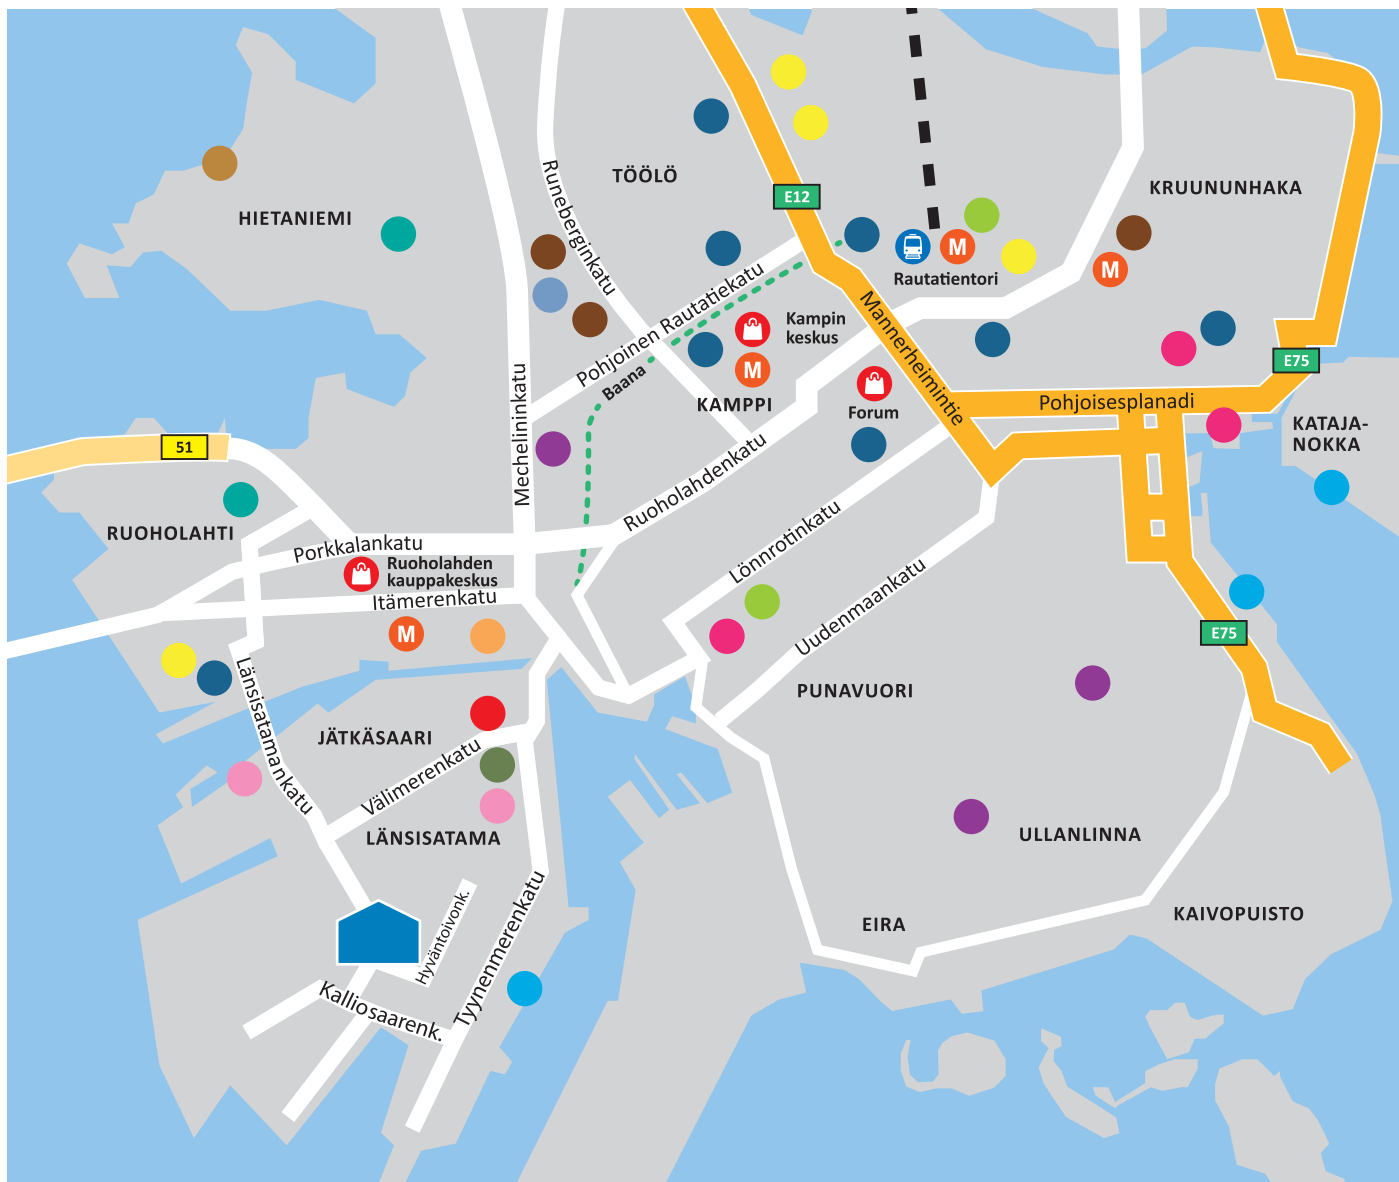 TÖÖLÖ
Runeberginkatu
E12
KRUUNUNHAKA
HIETANIEMI
M
Rautatientori
M
Pohjoinen Rautatiekatu
Baana
Kampin
keskus
M
KAMPPI
Mannerheimintie
Forum
Pohjoisesplanadi
E75
KATAJA-
NOKKA
Mechelininkatu
51
RUOHOLAHTI
Porkkalankatu
Ruoholahdenkatu
Ruoholahden
kauppakeskus
Itämerenkatu
M
Lönnrotinkatu
Uudenmaankatu
E75
PUNAVUORI
Länsisatamankatu
JÄTKÄSAARI
Välimerenkatu
LÄNSISATAMA
ULLANLINNA
EIRA
KAIVOPUISTO
Hyväntoivonk.
Tyynenmerenkatu
Kalliosaarenk.